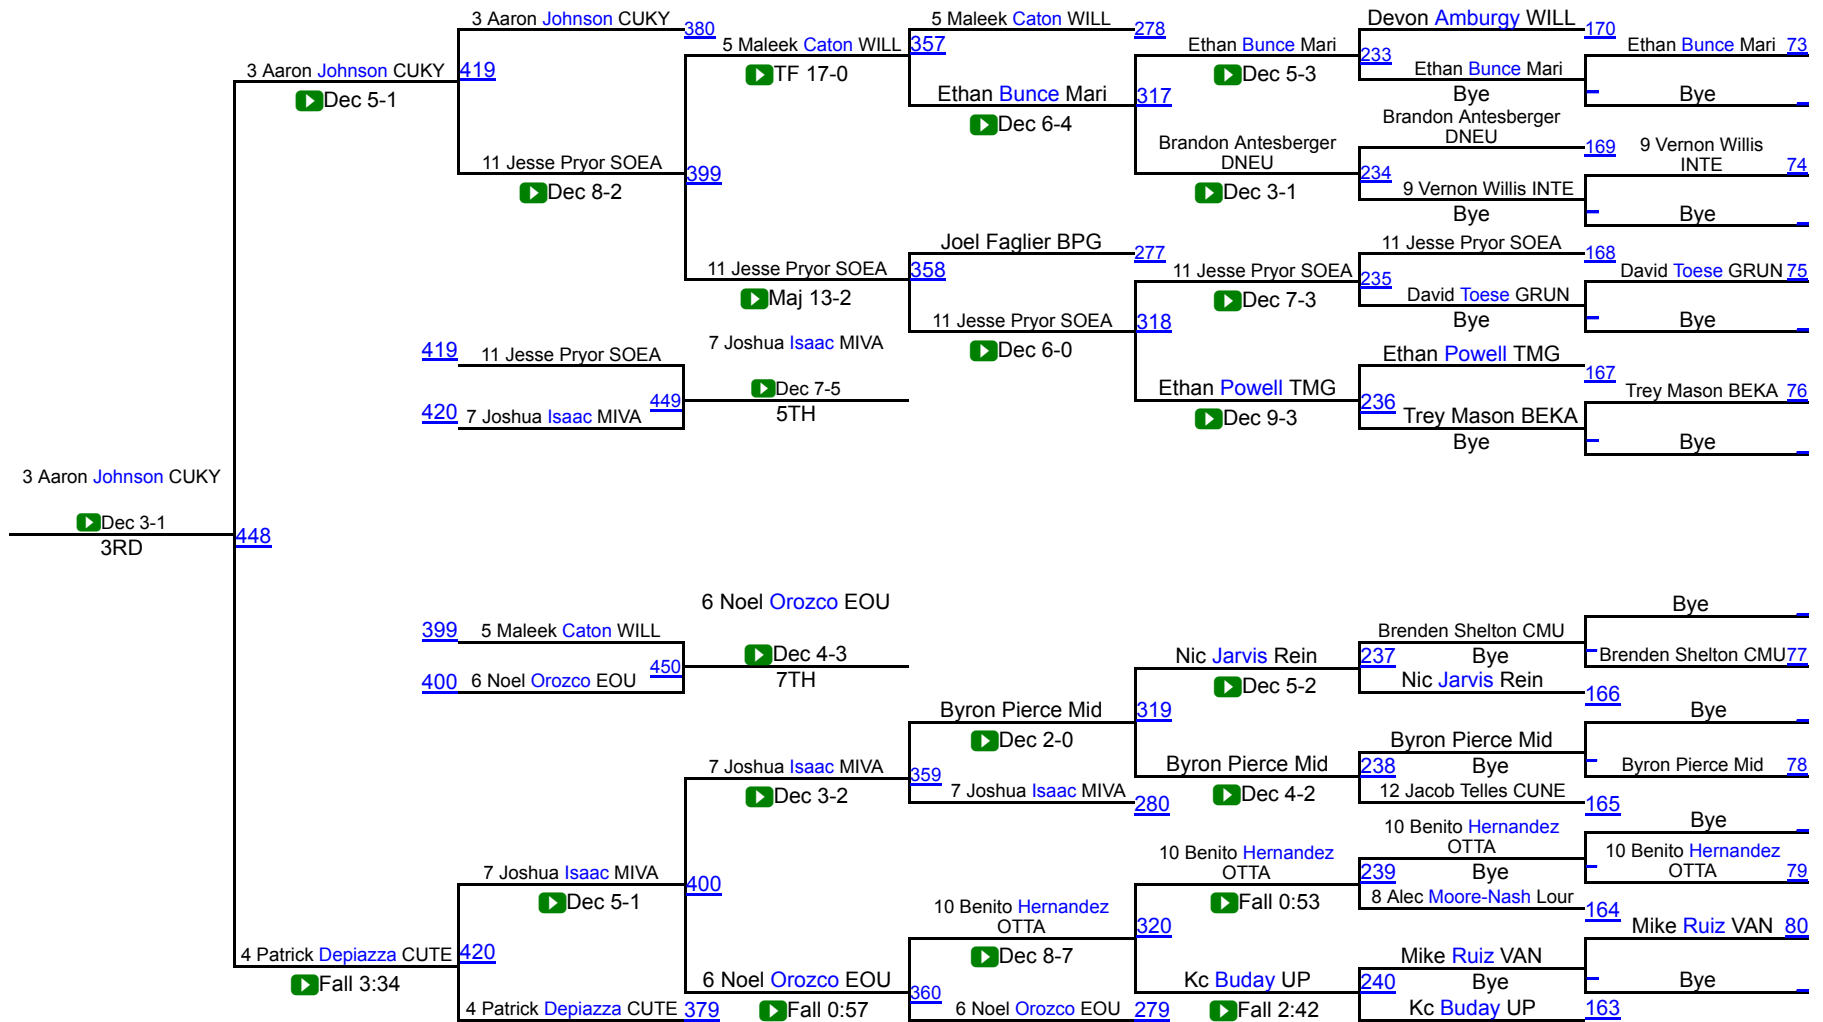 3 Aaron Johnson CUKY
380
5 Maleek Caton WILL
278
Devon Amburgy WILL
170
5 Maleek Caton WILL
357
Ethan Bunce Mari
233
Ethan Bunce Mari 73
3 Aaron Johnson CUKY
419
TF 17-0
Dec 5-3
Ethan Bunce Mari
Bye
Bye
Dec 5-1
Ethan Bunce Mari
317
Dec 6-4
Brandon Antesberger
DNEU
169
Brandon Antesberger
DNEU
9 Vernon Willis
INTE
74
11 Jesse Pryor SOEA
399
234
Dec 8-2
Dec 3-1
9 Vernon Willis INTE
Bye
Bye
Joel Faglier BPG
277
11 Jesse Pryor SOEA
168
11 Jesse Pryor SOEA
358
11 Jesse Pryor SOEA
235
David Toese GRUN 75
Maj 13-2
Dec 7-3
David Toese GRUN
Bye
Bye
11 Jesse Pryor SOEA
318
Dec 6-0
7 Joshua Isaac MIVA
419
11 Jesse Pryor SOEA
Ethan Powell TMG
167
Dec 7-5
5TH
449
Ethan Powell TMG
236
Trey Mason BEKA 76
420
7 Joshua Isaac MIVA
Dec 9-3
Trey Mason BEKA
Bye
Bye
3 Aaron Johnson CUKY
Dec 3-1
3RD
448
6 Noel Orozco EOU
Bye
399
5 Maleek Caton WILL
Brenden Shelton CMU
Dec 4-3
7TH
450
Nic Jarvis Rein
237
Bye
Brenden Shelton CMU 77
400
6 Noel Orozco EOU
Dec 5-2
Nic Jarvis Rein
166
Byron Pierce Mid
319
Bye
Dec 2-0
Byron Pierce Mid
7 Joshua Isaac MIVA
359
Byron Pierce Mid
238
Bye
Byron Pierce Mid
78
Dec 3-2
7 Joshua Isaac MIVA
280
Dec 4-2
12 Jacob Telles CUNE
165
Bye
10 Benito Hernandez
OTTA
10 Benito Hernandez
OTTA
10 Benito Hernandez
OTTA
79
7 Joshua Isaac MIVA
400
239
Bye
Dec 5-1
Fall 0:53
8 Alec Moore-Nash Lour
164
10 Benito Hernandez
OTTA
320
Mike Ruiz VAN 80
4 Patrick Depiazza CUTE
420
Dec 8-7
Mike Ruiz VAN
Fall 3:34
6 Noel Orozco EOU
360
Kc Buday UP
240
Bye
Bye
4 Patrick Depiazza CUTE
379
Fall 0:57
6 Noel Orozco EOU
279
Fall 2:42
Kc Buday UP
163